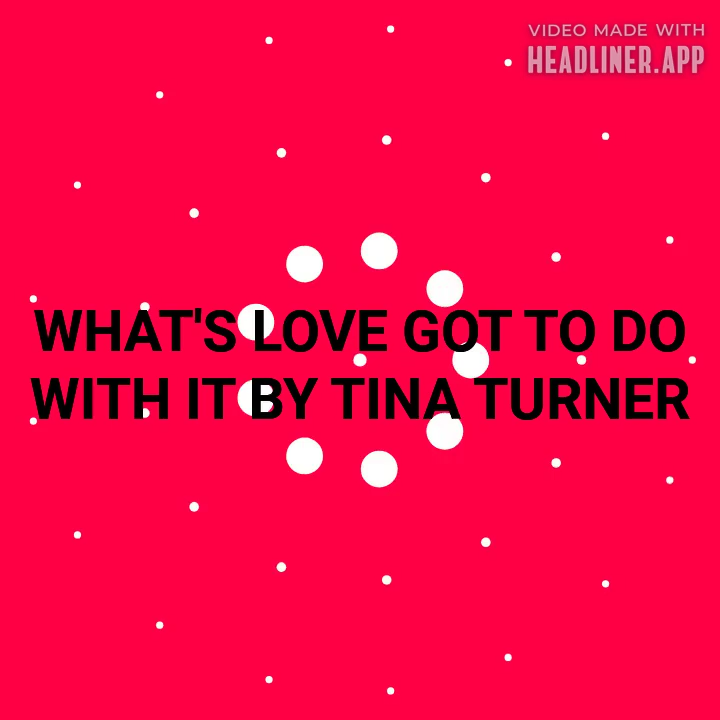 VIDEO MADE WITH
HEADLINER.APP
WHAT'S LOVE GOT TO DO
WITH IT BY TINA TURNER